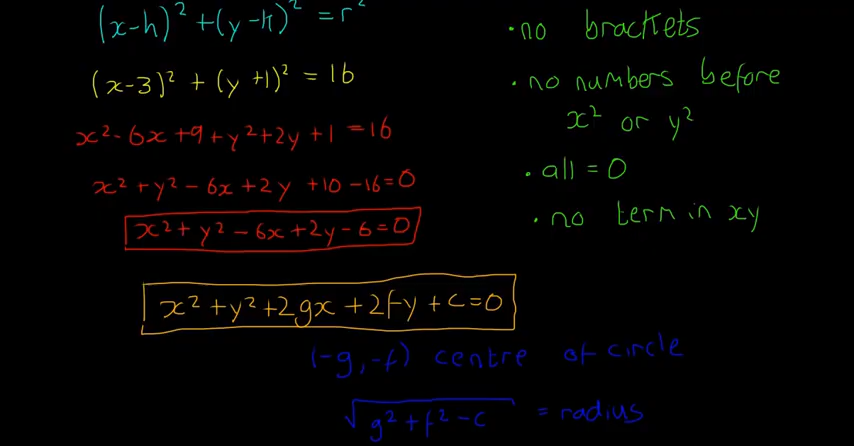 (x-h)² + (y-k)² = r²
(x-3)² + (y+1)² = 16
x² - 6x + 9 + y² + 2y + 1 = 16
x² + y² - 6x + 2y + 10 - 16 = 0
x² + y² - 6x + 2y - 6 = 0
x² + y² + 2gx + 2fy + c = 0
(-g, -f) centre of circle
√(g² + f² - c) = radius
• no brackets
• no numbers before
x² or y²
• all = 0
• no term in xy